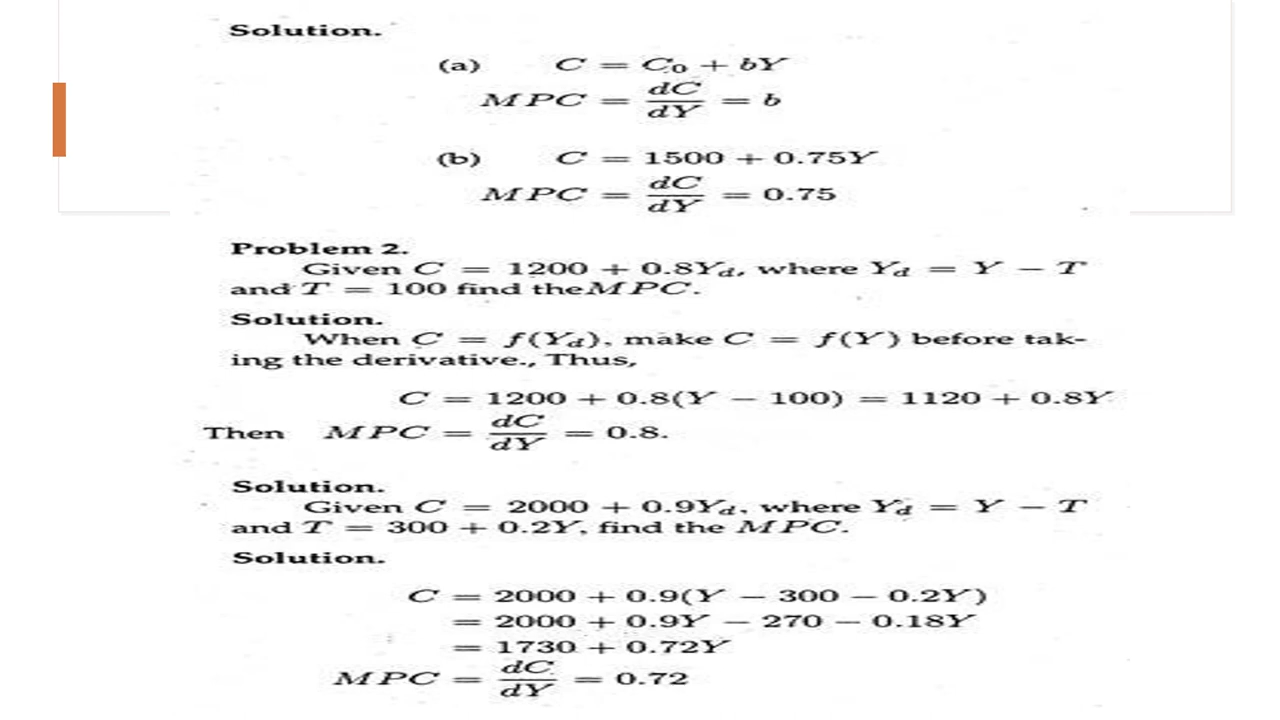 Solution.
(a) C = C₀ + bY
MPC = dC/dY = b
(b) C = 1500 + 0.75Y
MPC = dC/dY = 0.75
Problem 2.
Given C = 1200 + 0.8Y_d, where Y_d = Y − T
and T = 100 find theMPC.
Solution.
When C = f(Y_d), make C = f(Y) before tak-
ing the derivative., Thus,
C = 1200 + 0.8(Y − 100) = 1120 + 0.8Y
Then MPC = dC/dY = 0.8.
Solution.
Given C = 2000 + 0.9Y_d, where Y_d = Y − T
and T = 300 + 0.2Y, find the MPC.
Solution.
C = 2000 + 0.9(Y − 300 − 0.2Y)
= 2000 + 0.9Y − 270 − 0.18Y
= 1730 + 0.72Y
MPC = dC/dY = 0.72